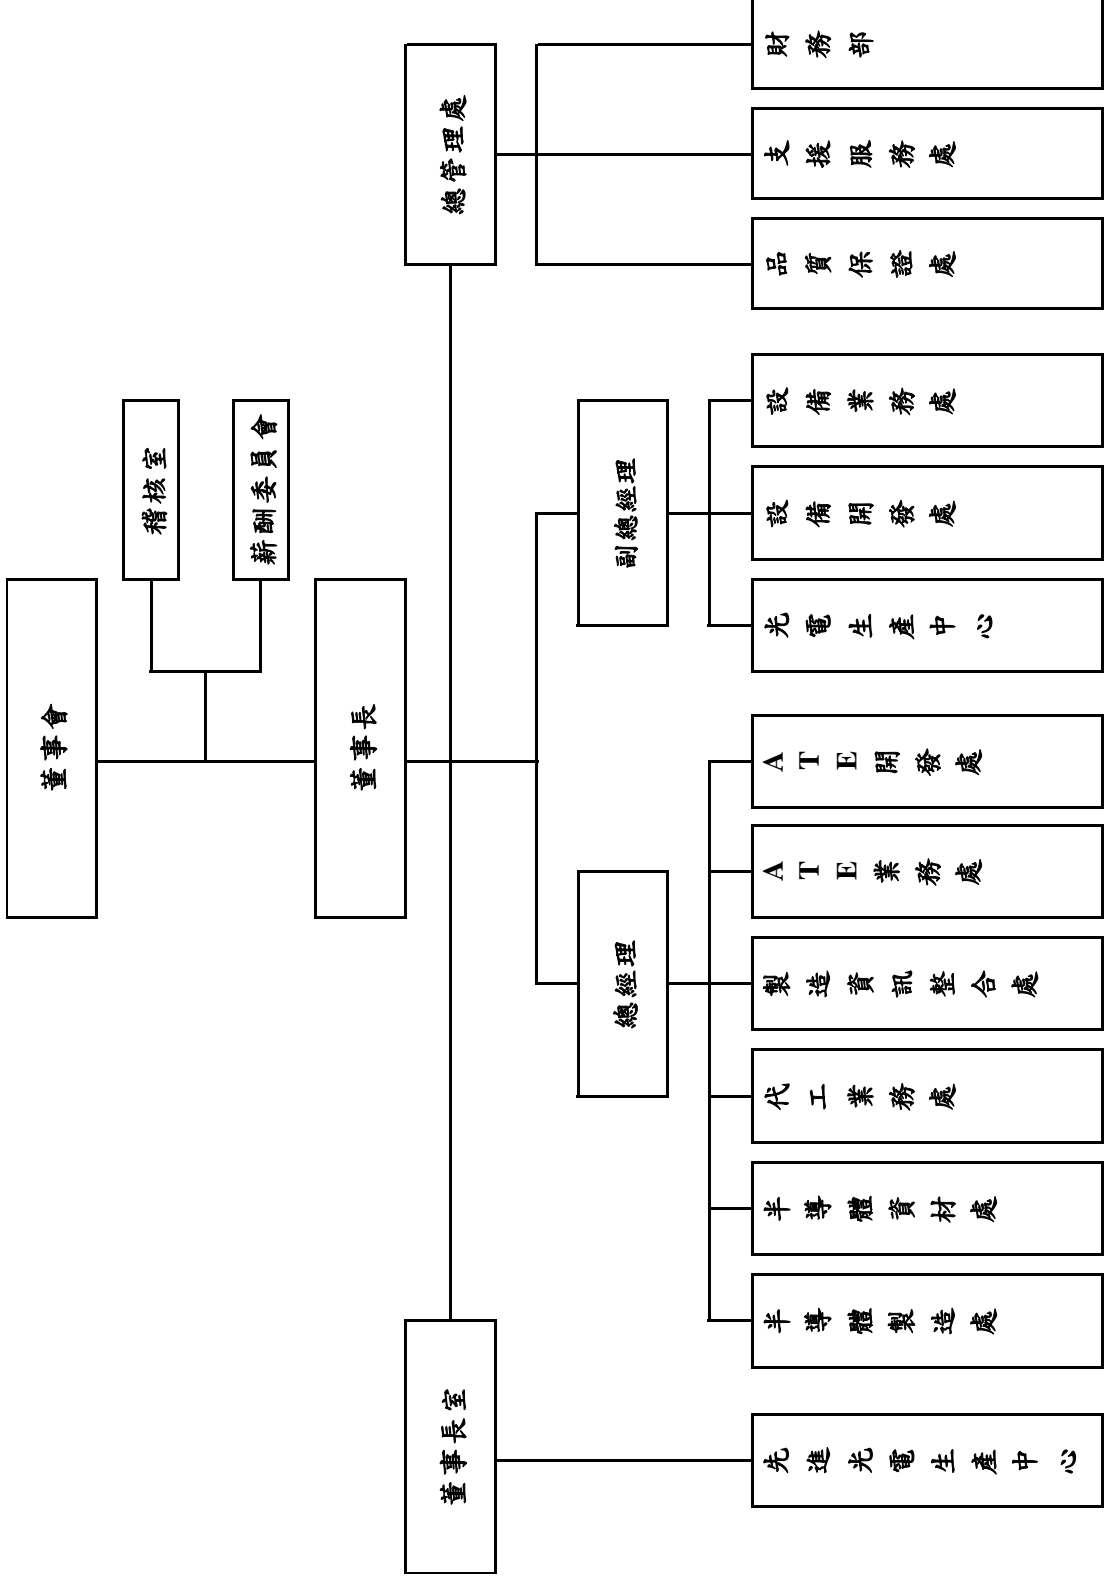 董事會
稽核室
薪酬委員會
董事長
董事長室
總管理處
總經理
副總經理
先進光電生產中心
半導體製造處
半導體資材處
代工業務處
製造資訊整合處
ATE業務處
ATE開發處
光電生產中心
設備開發處
設備業務處
品質保證處
支援服務處
財務部